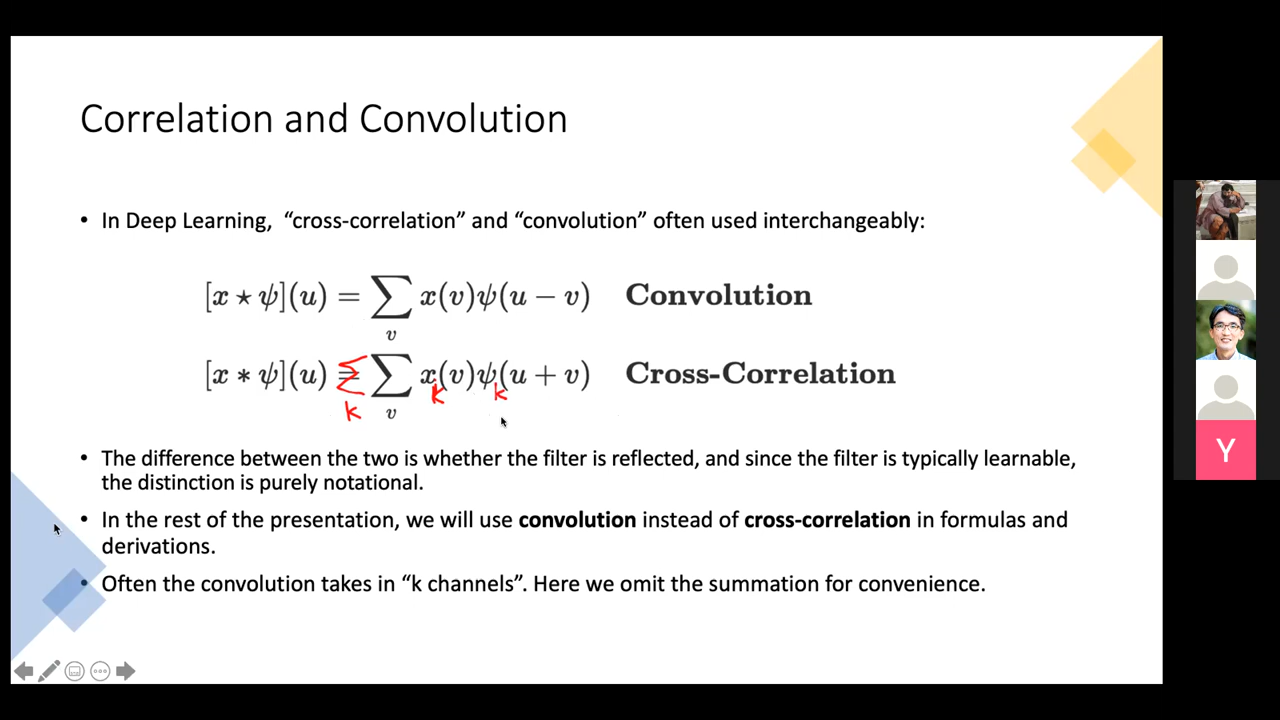 Correlation and Convolution
• In Deep Learning, “cross-correlation” and “convolution” often used interchangeably:
[x ⋆ ψ](u) = ∑ x(v)ψ(u − v) Convolution
v
[x ∗ ψ](u) = ∑ ∑ x(v)ψ(u + v) Cross-Correlation
k v k k
• The difference between the two is whether the filter is reflected, and since the filter is typically learnable,
the distinction is purely notational.
• In the rest of the presentation, we will use convolution instead of cross-correlation in formulas and
derivations.
• Often the convolution takes in “k channels”. Here we omit the summation for convenience.
Y